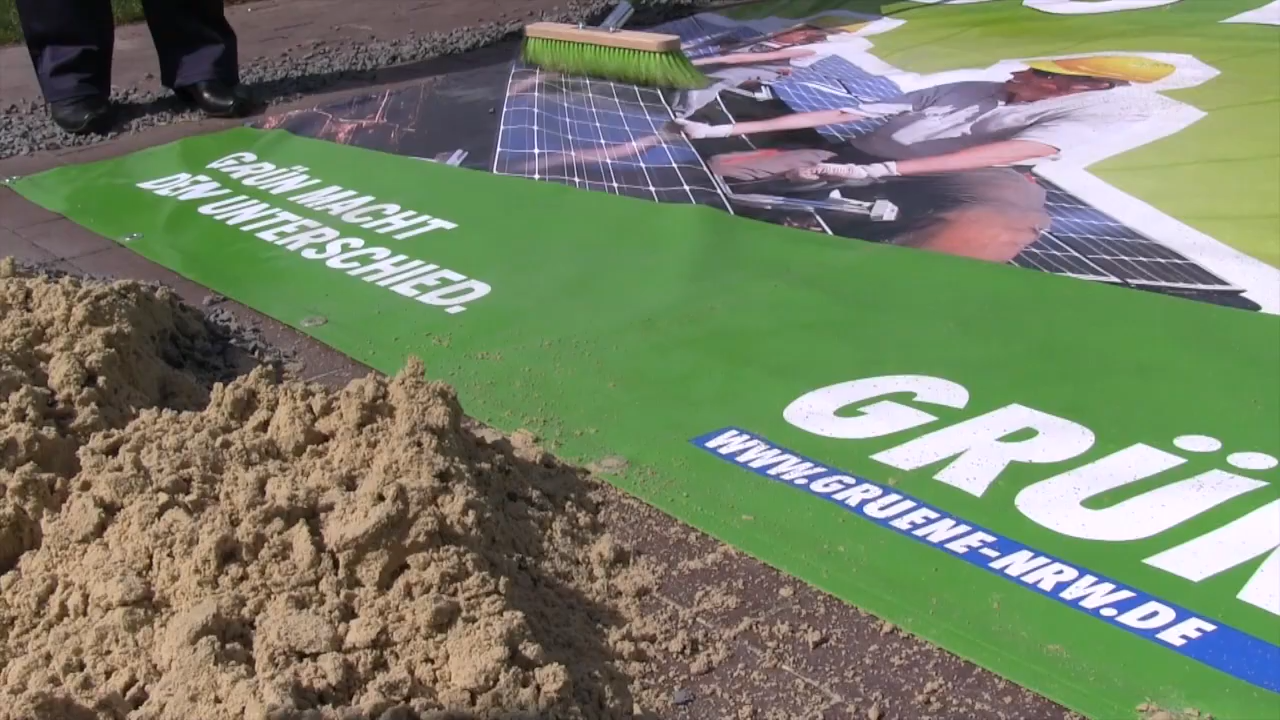 GRÜN MACHT
DEN UNTERSCHIED.
GRÜN
WWW.GRUENE-NRW.DE